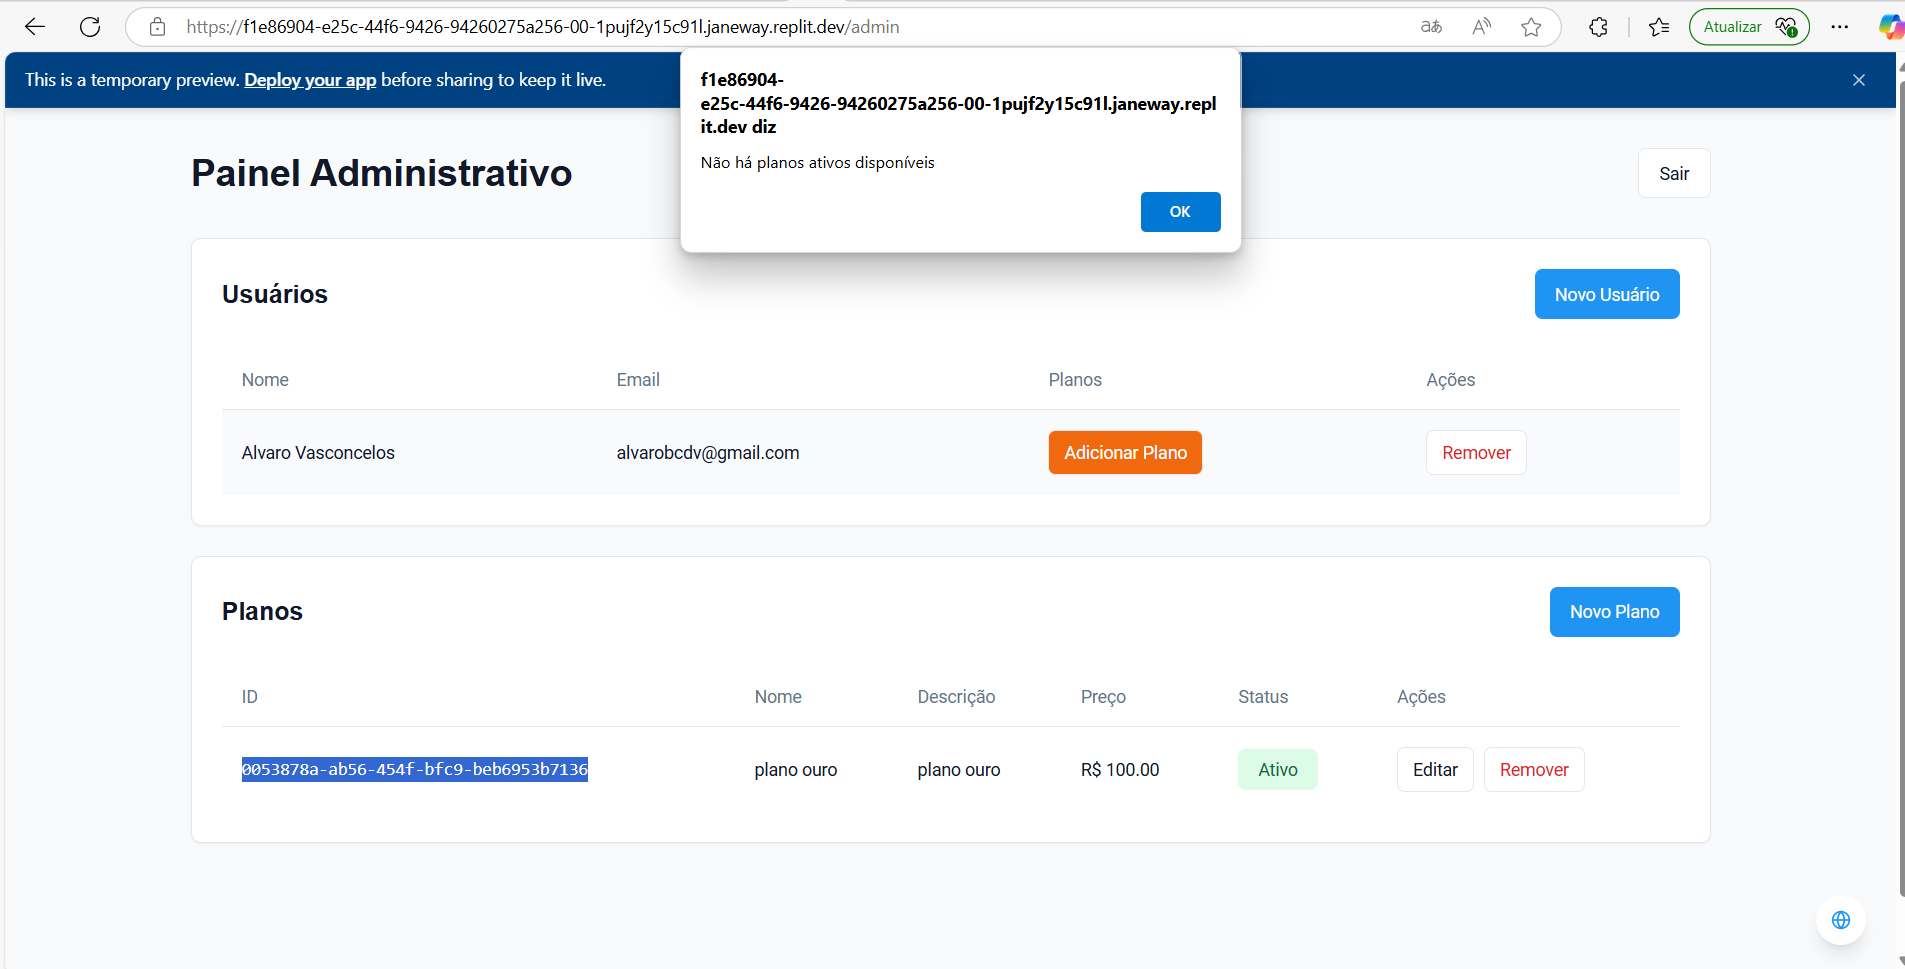 https://f1e86904-e25c-44f6-9426-94260275a256-00-1pujf2y15c91l.janeway.replit.dev/admin
Atualizar
This is a temporary preview. Deploy your app before sharing to keep it live.
f1e86904-
e25c-44f6-9426-94260275a256-00-1pujf2y15c91l.janeway.repl
it.dev diz
Não há planos ativos disponíveis
OK
Painel Administrativo
Sair
Usuários
Novo Usuário
Nome Email Planos Ações
Alvaro Vasconcelos alvarobcdv@gmail.com Adicionar Plano Remover
Planos
Novo Plano
ID Nome Descrição Preço Status Ações
0053878a-ab56-454f-bfc9-beb6953b7136 plano ouro plano ouro R$ 100.00 Ativo Editar Remover